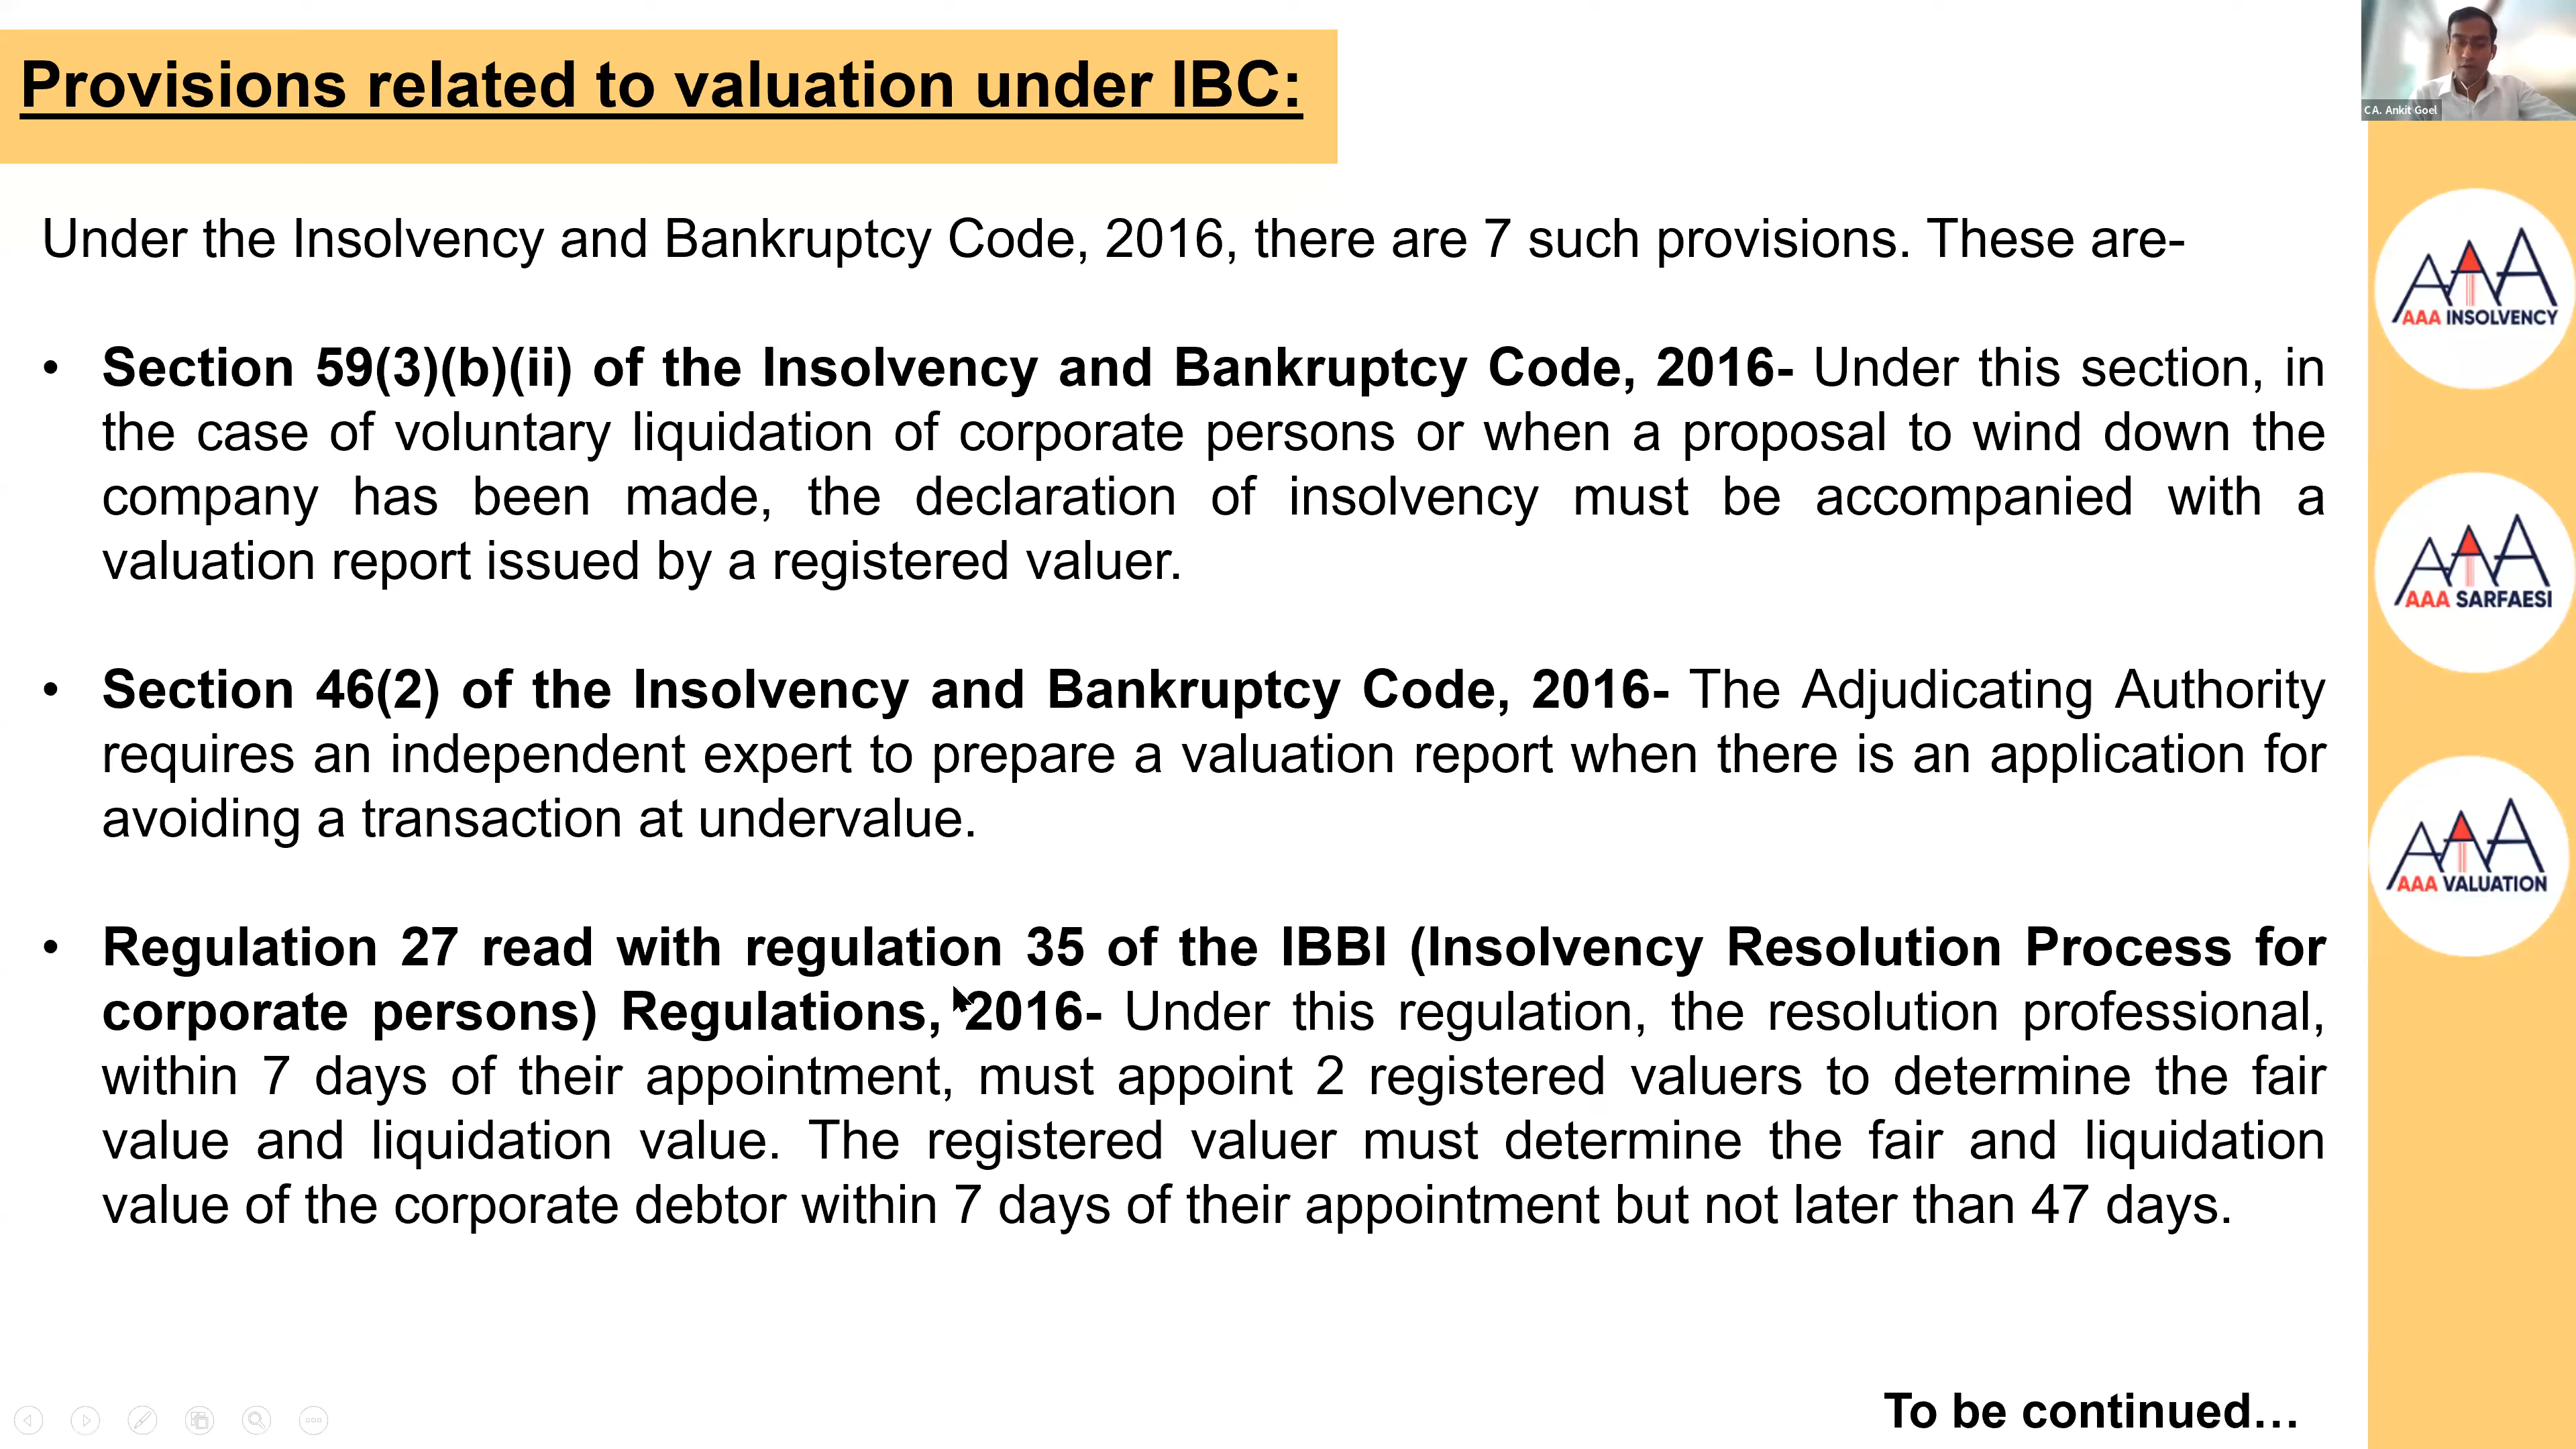 Provisions related to valuation under IBC:
CA. Ankit Goel
Under the Insolvency and Bankruptcy Code, 2016, there are 7 such provisions. These are-
• Section 59(3)(b)(ii) of the Insolvency and Bankruptcy Code, 2016- Under this section, in
the case of voluntary liquidation of corporate persons or when a proposal to wind down the
company has been made, the declaration of insolvency must be accompanied with a
valuation report issued by a registered valuer.
• Section 46(2) of the Insolvency and Bankruptcy Code, 2016- The Adjudicating Authority
requires an independent expert to prepare a valuation report when there is an application for
avoiding a transaction at undervalue.
• Regulation 27 read with regulation 35 of the IBBI (Insolvency Resolution Process for
corporate persons) Regulations, 2016- Under this regulation, the resolution professional,
within 7 days of their appointment, must appoint 2 registered valuers to determine the fair
value and liquidation value. The registered valuer must determine the fair and liquidation
value of the corporate debtor within 7 days of their appointment but not later than 47 days.
To be continued...
AAA
AAA INSOLVENCY
AAA
AAA SARFAESI
AAA
AAA VALUATION